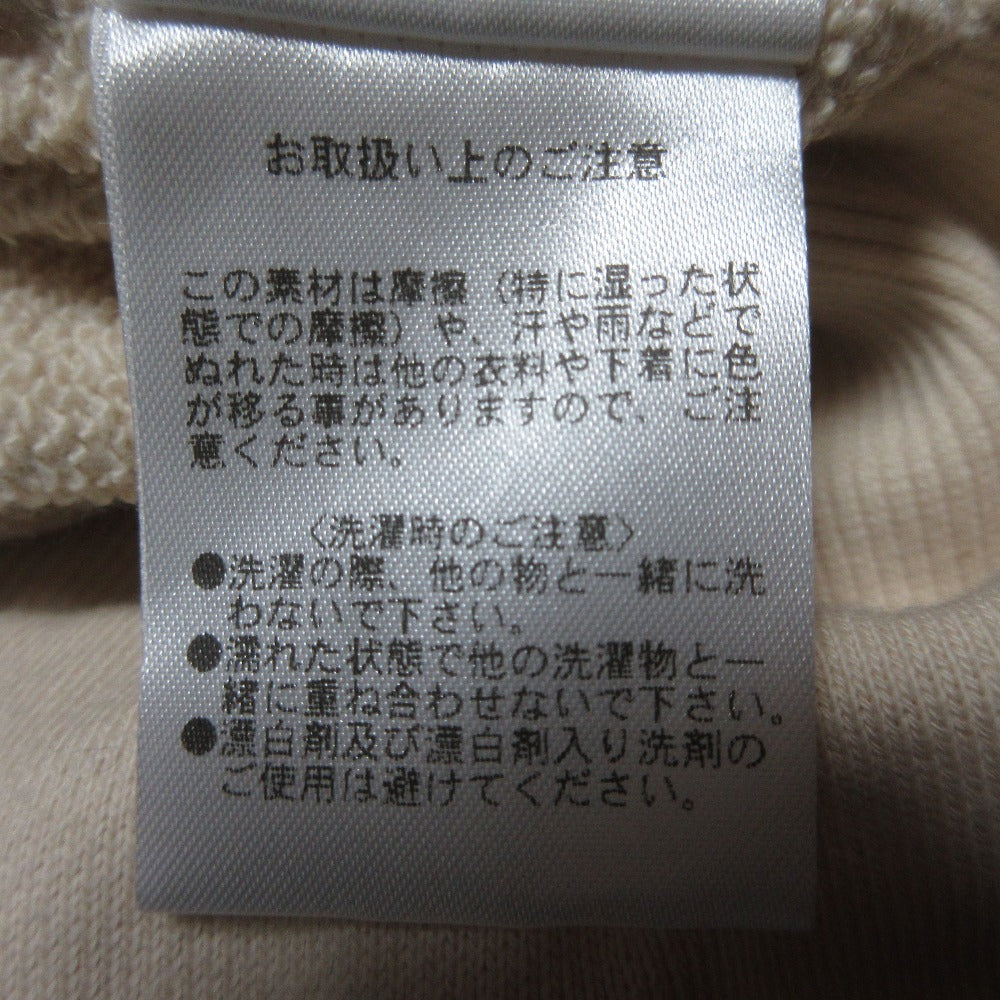 お取扱い上のご注意
この素材は摩擦（特に湿った状
態での摩擦）や、汗や雨などで
ぬれた時は他の衣料や下着に色
が移る事がありますので、ご注
意ください。
〈洗濯時のご注意〉
●洗濯の際、他の物と一緒に洗
わないで下さい。
●濡れた状態で他の洗濯物と一
緒に重ね合わせないで下さい。
●漂白剤及び漂白剤入り洗剤の
ご使用は避けてください。